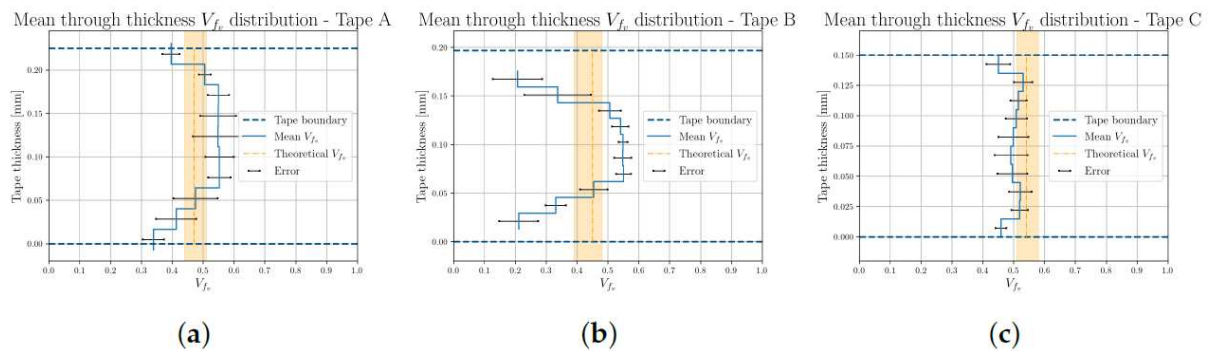 Mean through thickness V_{f_v} distribution - Tape A
Tape thickness [mm]
0.20
0.15
0.10
0.05
0.00
Tape boundary
Mean V_{f_v}
Theoretical V_{f_v}
Error
0.0 0.1 0.2 0.3 0.4 0.5 0.6 0.7 0.8 0.9 1.0
V_{f_v}
(a)
Mean through thickness V_{f_v} distribution - Tape B
Tape thickness [mm]
0.20
0.15
0.10
0.05
0.00
Tape boundary
Mean V_{f_v}
Theoretical V_{f_v}
Error
0.0 0.1 0.2 0.3 0.4 0.5 0.6 0.7 0.8 0.9 1.0
V_{f_v}
(b)
Mean through thickness V_{f_v} distribution - Tape C
Tape thickness [mm]
0.150
0.125
0.100
0.075
0.050
0.025
0.000
Tape boundary
Mean V_{f_v}
Theoretical V_{f_v}
Error
0.0 0.1 0.2 0.3 0.4 0.5 0.6 0.7 0.8 0.9 1.0
V_{f_v}
(c)